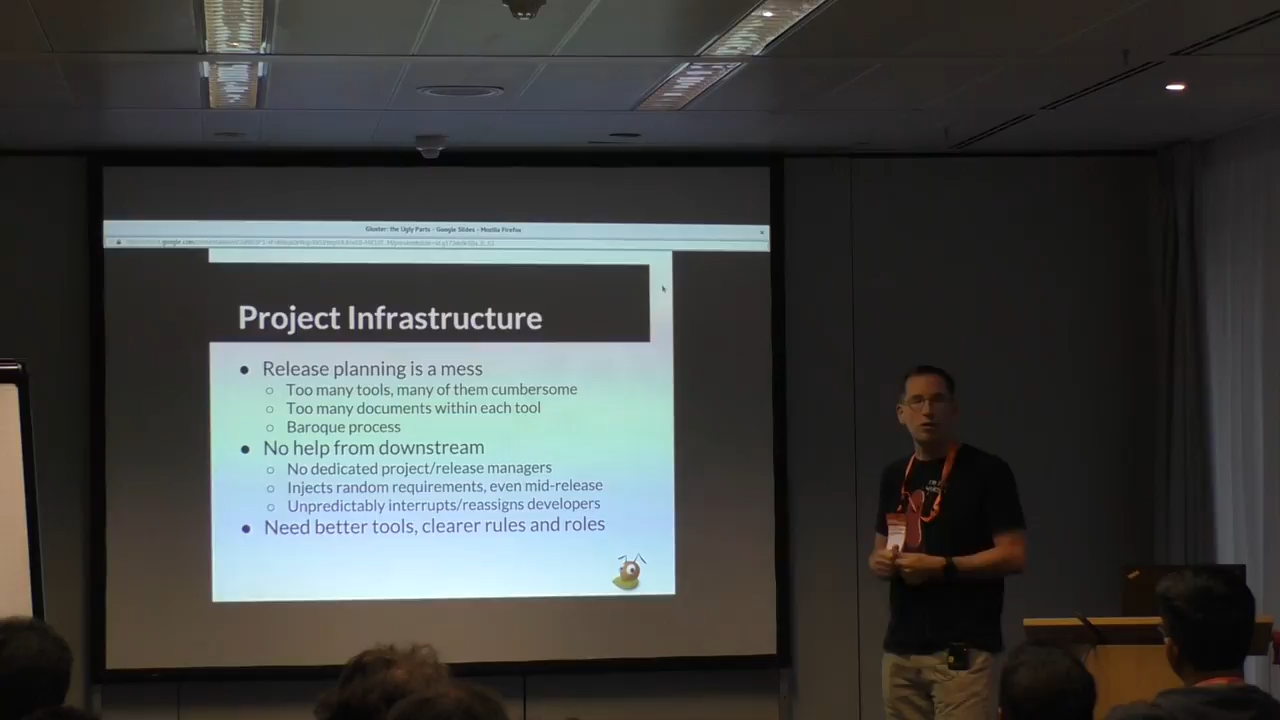 Gluster: the Ugly Parts - Google Slides - Mozilla Firefox
Project Infrastructure
● Release planning is a mess
○ Too many tools, many of them cumbersome
○ Too many documents within each tool
○ Baroque process
● No help from downstream
○ No dedicated project/release managers
○ Injects random requirements, even mid-release
○ Unpredictably interrupts/reassigns developers
● Need better tools, clearer rules and roles